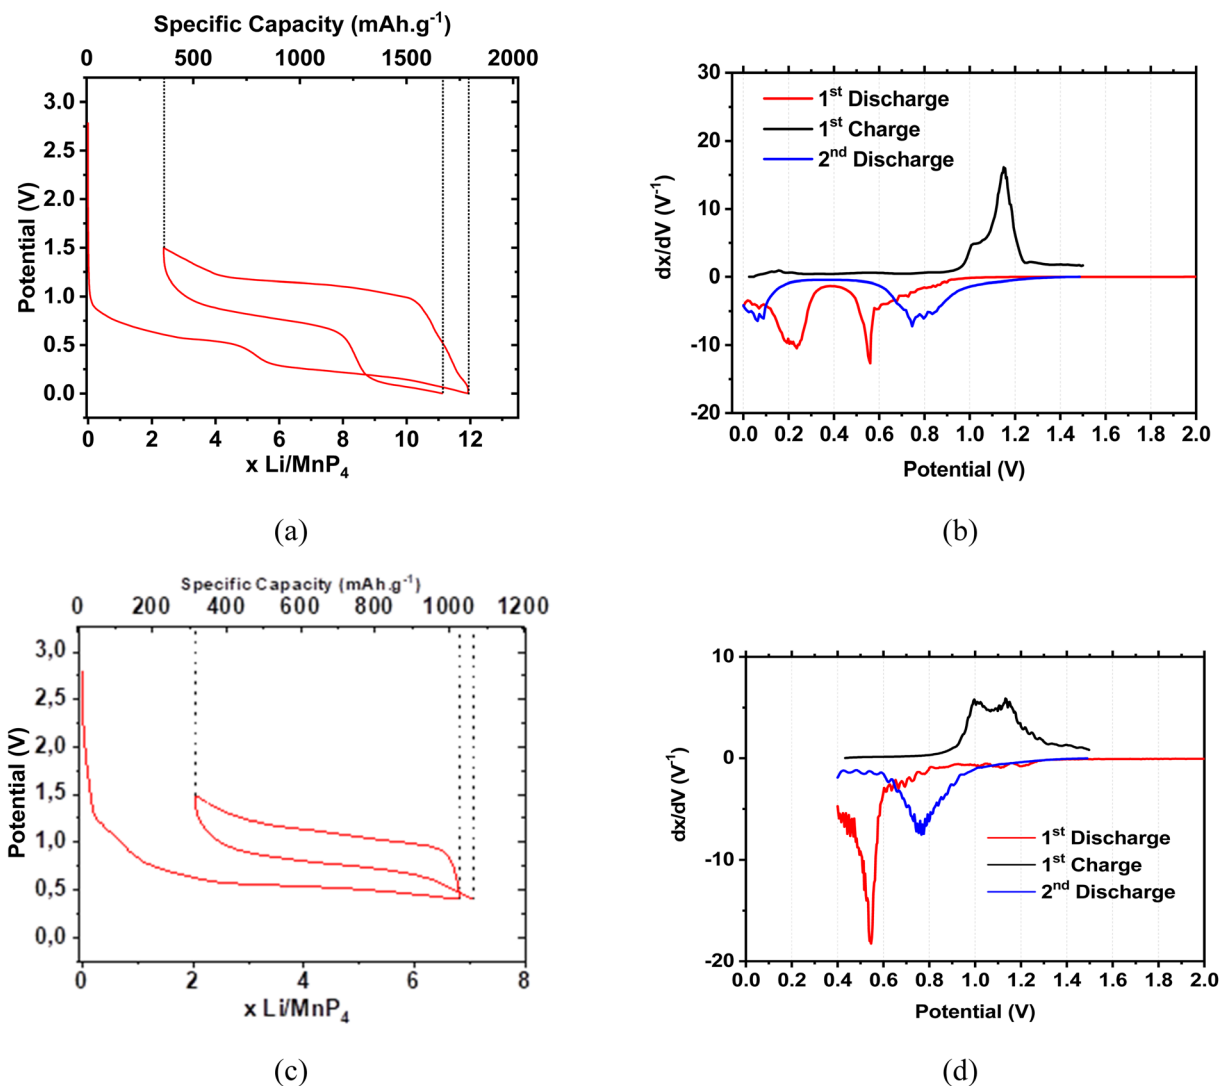 Specific Capacity (mAh.g-1)
0 500 1000 1500 2000
3.0
2.5
2.0
1.5
1.0
0.5
0.0
Potential (V)
0 2 4 6 8 10 12
x Li/MnP4
(a)
30
20
10
0
-10
-20
dx/dV (V-1)
1st Discharge
1st Charge
2nd Discharge
0.0 0.2 0.4 0.6 0.8 1.0 1.2 1.4 1.6 1.8 2.0
Potential (V)
(b)
Specific Capacity (mAh.g-1)
0 200 400 600 800 1000 1200
3,0
2,5
2,0
1,5
1,0
0,5
0,0
Potential (V)
0 2 4 6 8
x Li/MnP4
(c)
10
0
-10
-20
dx/dV (V-1)
1st Discharge
1st Charge
2nd Discharge
0.0 0.2 0.4 0.6 0.8 1.0 1.2 1.4 1.6 1.8 2.0
Potential (V)
(d)